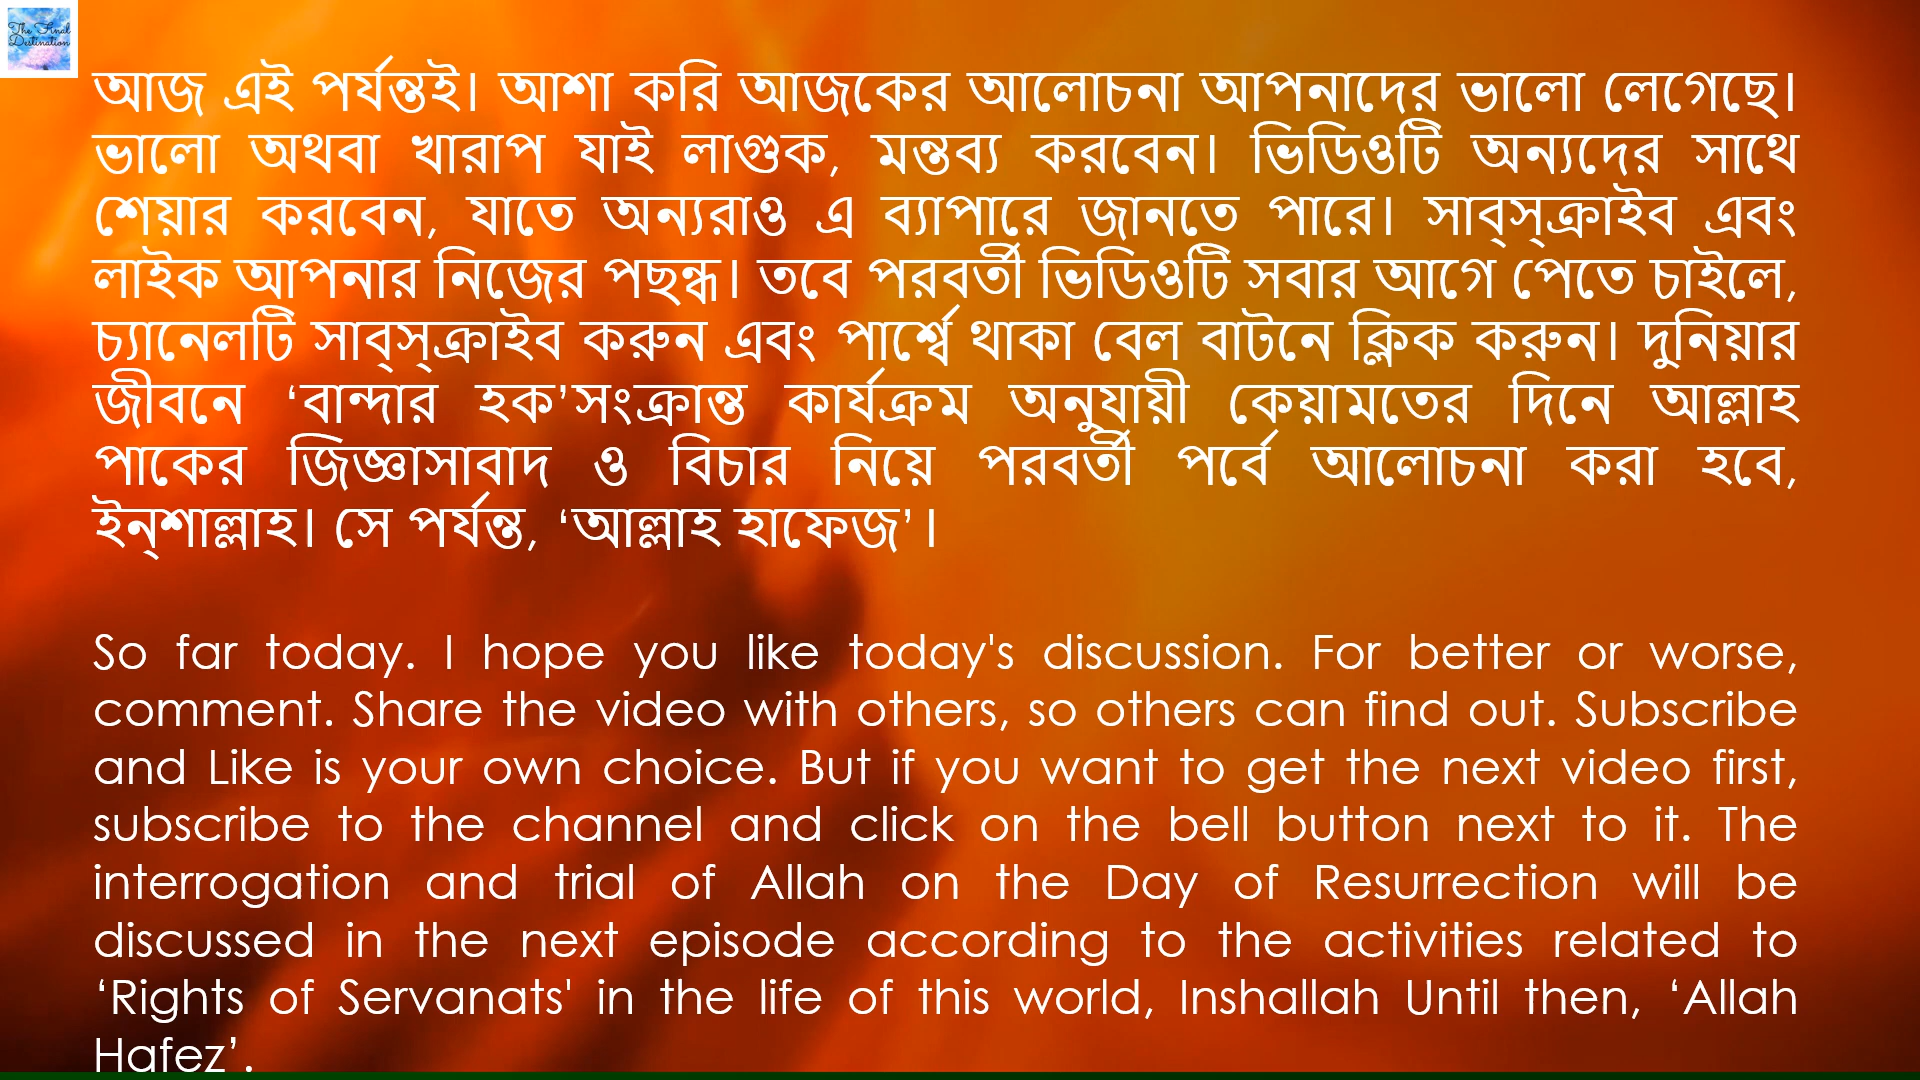 The Final
Destination
আজ এই পর্যন্তই। আশা করি আজকের আলোচনা আপনাদের ভালো লেগেছে।
ভালো অথবা খারাপ যাই লাগুক, মন্তব্য করবেন। ভিডিওটি অন্যদের সাথে
শেয়ার করবেন, যাতে অন্যরাও এ ব্যাপারে জানতে পারে। সাব্‌স্ক্রাইব এবং
লাইক আপনার নিজের পছন্ধ। তবে পরবর্তী ভিডিওটি সবার আগে পেতে চাইলে,
চ্যানেলটি সাব্‌স্ক্রাইব করুন এবং পার্শ্বে থাকা বেল বাটনে ক্লিক করুন। দুনিয়ার
জীবনে ‘বান্দার হক’সংক্রান্ত কার্যক্রম অনুযায়ী কেয়ামতের দিনে আল্লাহ
পাকের জিজ্ঞাসাবাদ ও বিচার নিয়ে পরবর্তী পর্বে আলোচনা করা হবে,
ইন্‌শাল্লাহ। সে পর্যন্ত, ‘আল্লাহ হাফেজ’।
So far today. I hope you like today's discussion. For better or worse,
comment. Share the video with others, so others can find out. Subscribe
and Like is your own choice. But if you want to get the next video first,
subscribe to the channel and click on the bell button next to it. The
interrogation and trial of Allah on the Day of Resurrection will be
discussed in the next episode according to the activities related to
‘Rights of Servanats' in the life of this world, Inshallah Until then, ‘Allah
Hafez’.